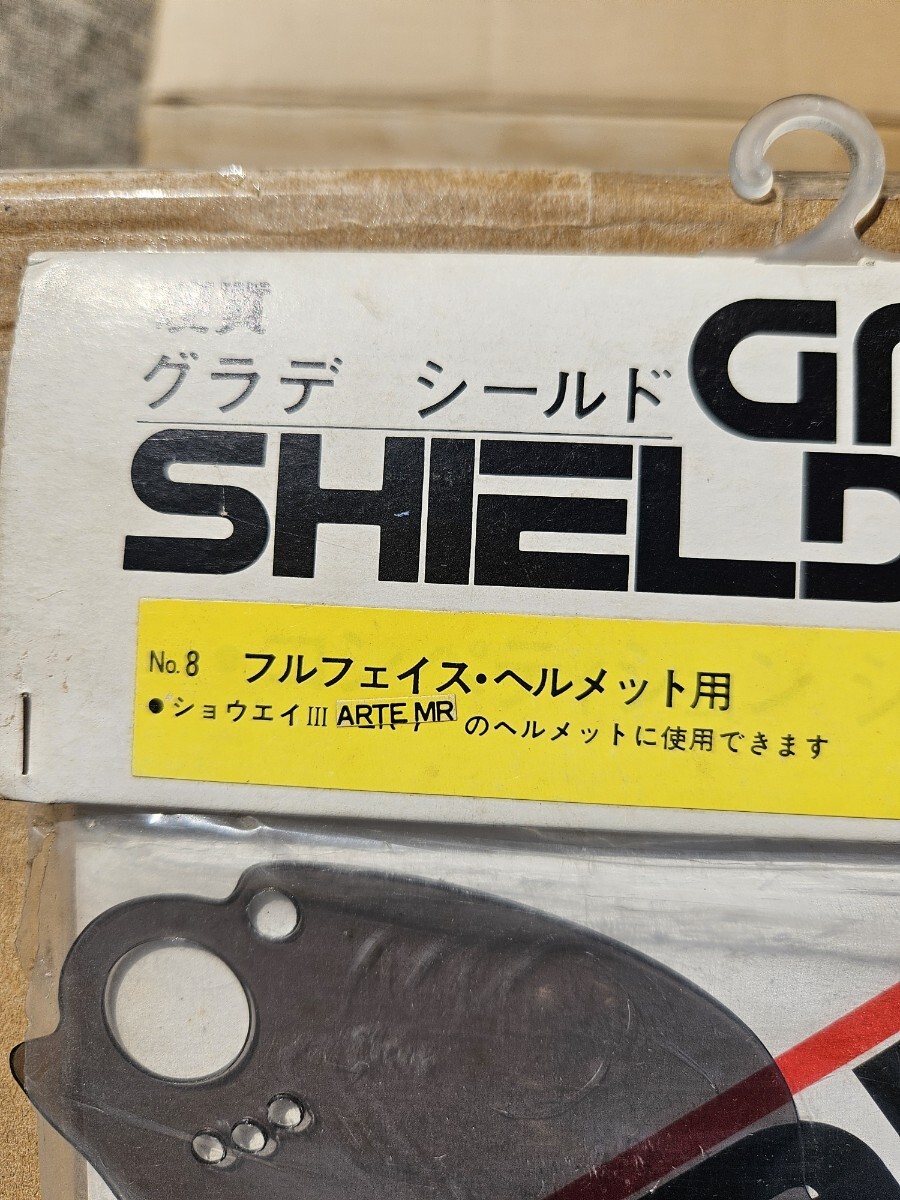 硬質
グラデ シールド
SHIELD
No.8 フルフェイス・ヘルメット用
●ショウエイIII ARTE MR のヘルメットに使用できます